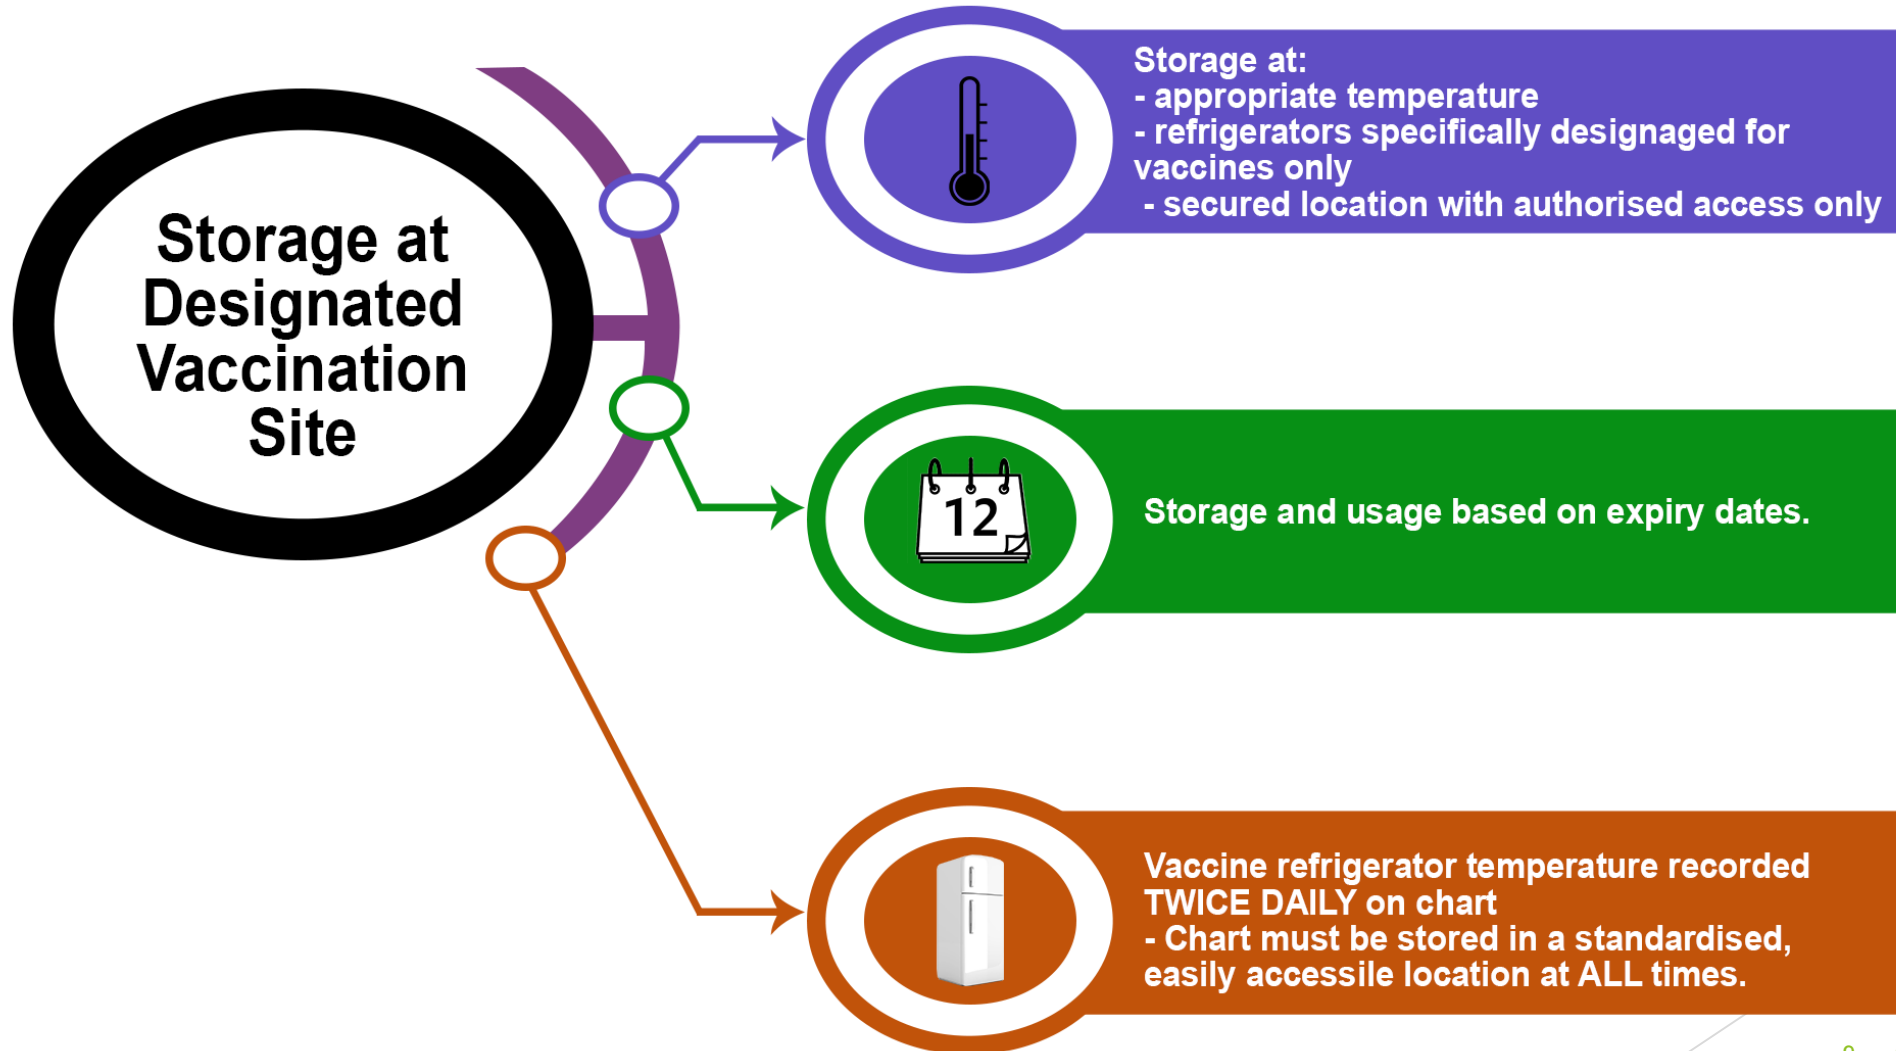 Storage at
Designated
Vaccination
Site
Storage at:
- appropriate temperature
- refrigerators specifically designaged for
vaccines only
- secured location with authorised access only
12
Storage and usage based on expiry dates.
Vaccine refrigerator temperature recorded
TWICE DAILY on chart
- Chart must be stored in a standardised,
easily accessile location at ALL times.